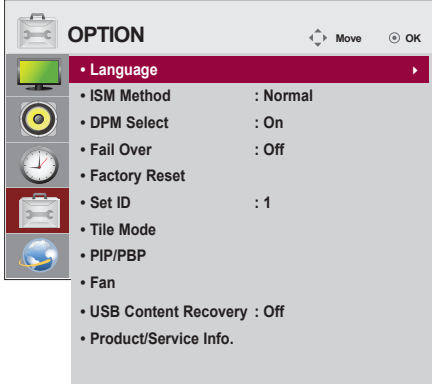 OPTION Move OK
• Language
• ISM Method : Normal
• DPM Select : On
• Fail Over : Off
• Factory Reset
• Set ID : 1
• Tile Mode
• PIP/PBP
• Fan
• USB Content Recovery : Off
• Product/Service Info.